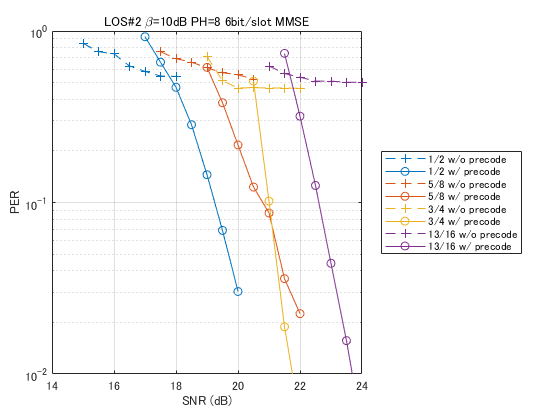 LOS#2 β=10dB PH=8 6bit/slot MMSE
PER
10^0
10^-1
10^-2
14 16 18 20 22 24
SNR (dB)
1/2 w/o precode
1/2 w/ precode
5/8 w/o precode
5/8 w/ precode
3/4 w/o precode
3/4 w/ precode
13/16 w/o precode
13/16 w/ precode